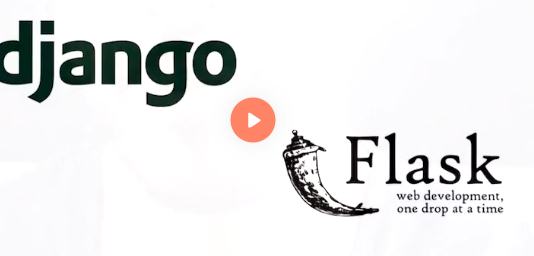 django
Flask
web development,
one drop at a time